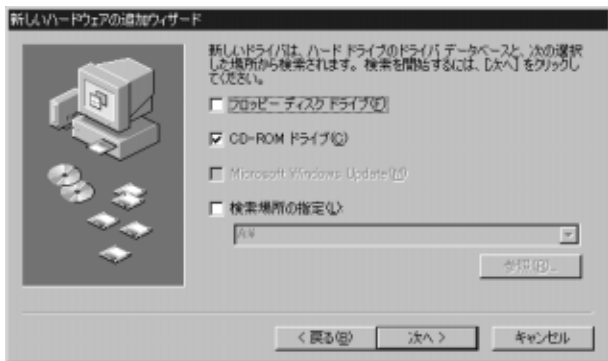 新しいハードウェアの追加ウィザード
新しいドライバは、ハード ドライブのドライバ データベースと、次の選択
した場所から検索されます。検索を開始するには、[次へ] をクリックし
てください。
フロッピー ディスク ドライブ(F)
CD-ROM ドライブ(C)
Microsoft Windows Update(M)
検索場所の指定(L):
A:¥
参照(R)...
< 戻る(B)
次へ >
キャンセル